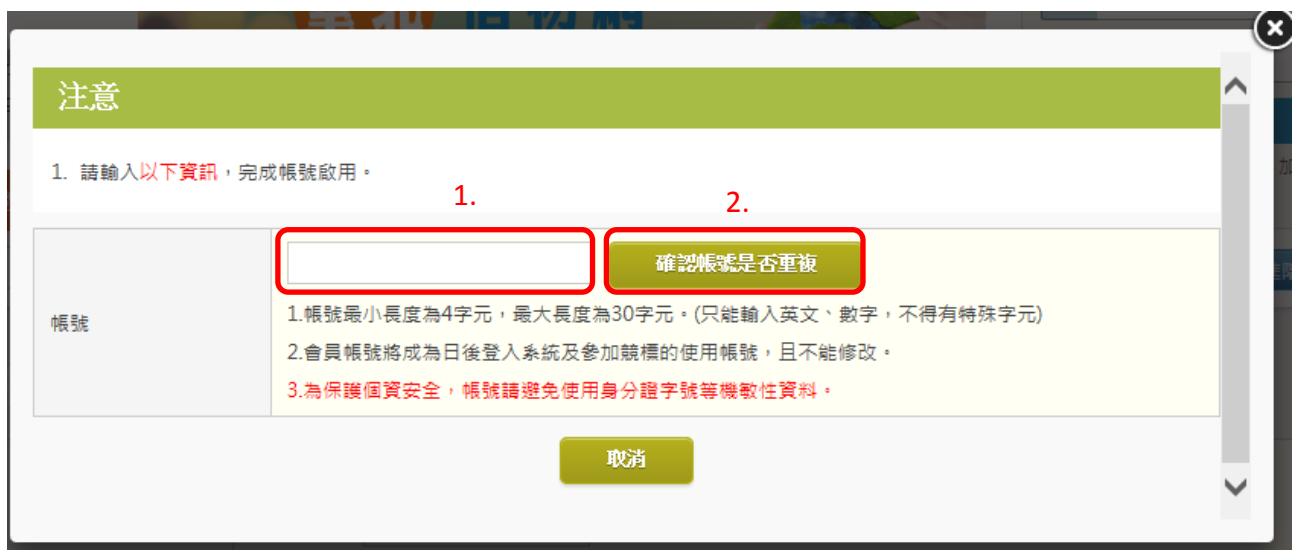 注意
1. 請輸入以下資訊，完成帳號啟用。
1.
2.
確認帳號是否重複
帳號
1.帳號最小長度為4字元，最大長度為30字元。(只能輸入英文、數字，不得有特殊字元)
2.會員帳號將成為日後登入系統及參加競標的使用帳號，且不能修改。
3.為保護個資安全，帳號請避免使用身分證字號等機敏性資料。
取消
加